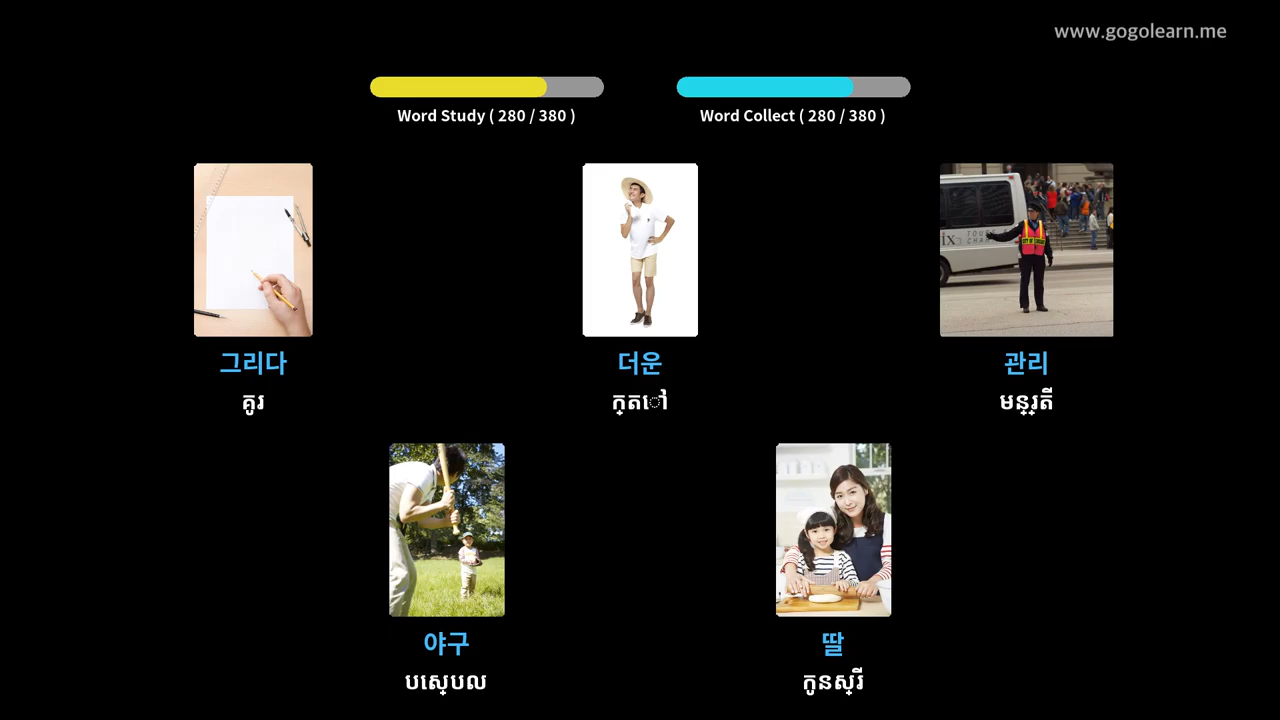 www.gogolearn.me
Word Study ( 280 / 380 )
Word Collect ( 280 / 380 )
그리다
더운
관리
គូរ
ក្តៅ
មន្រ្តី
야구
딸
បេស្បល
កូនស្រី